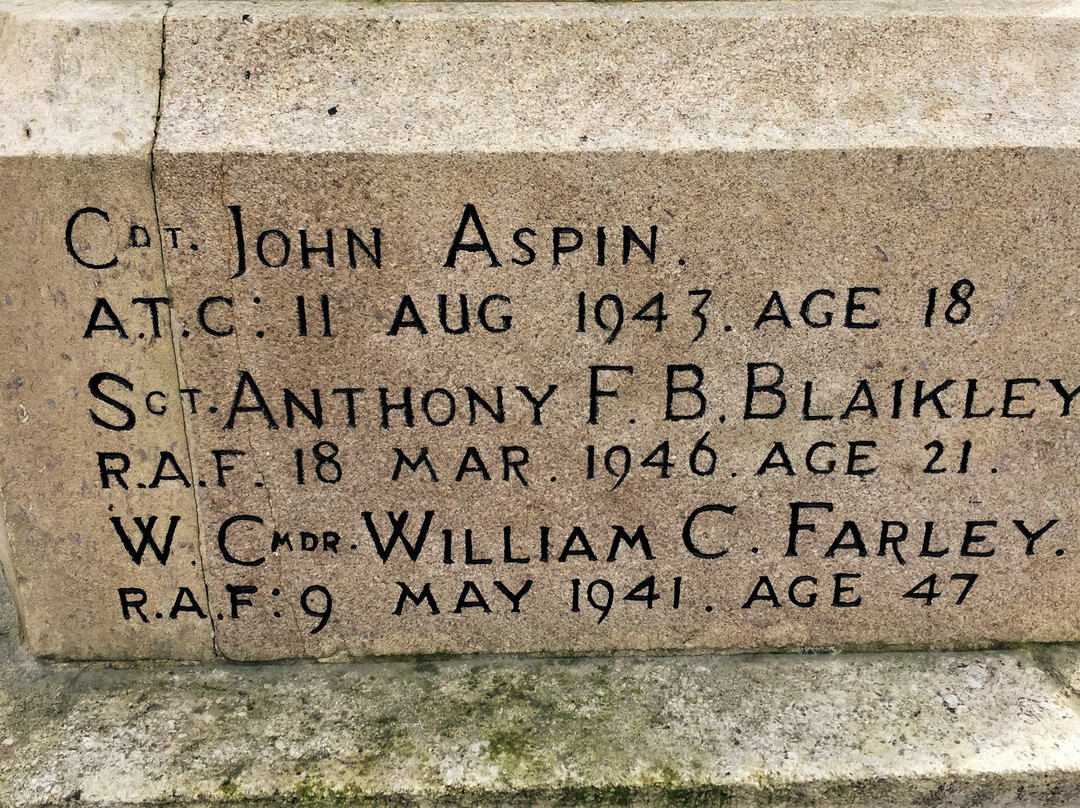 CDT. JOHN ASPIN.
A.T.C: 11 AUG 1943. AGE 18
SGT. ANTHONY F. B. BLAIKLEY
R.A.F. 18 MAR. 1946. AGE 21.
W. CMDR. WILLIAM C. FARLEY.
R.A.F: 9 MAY 1941. AGE 47